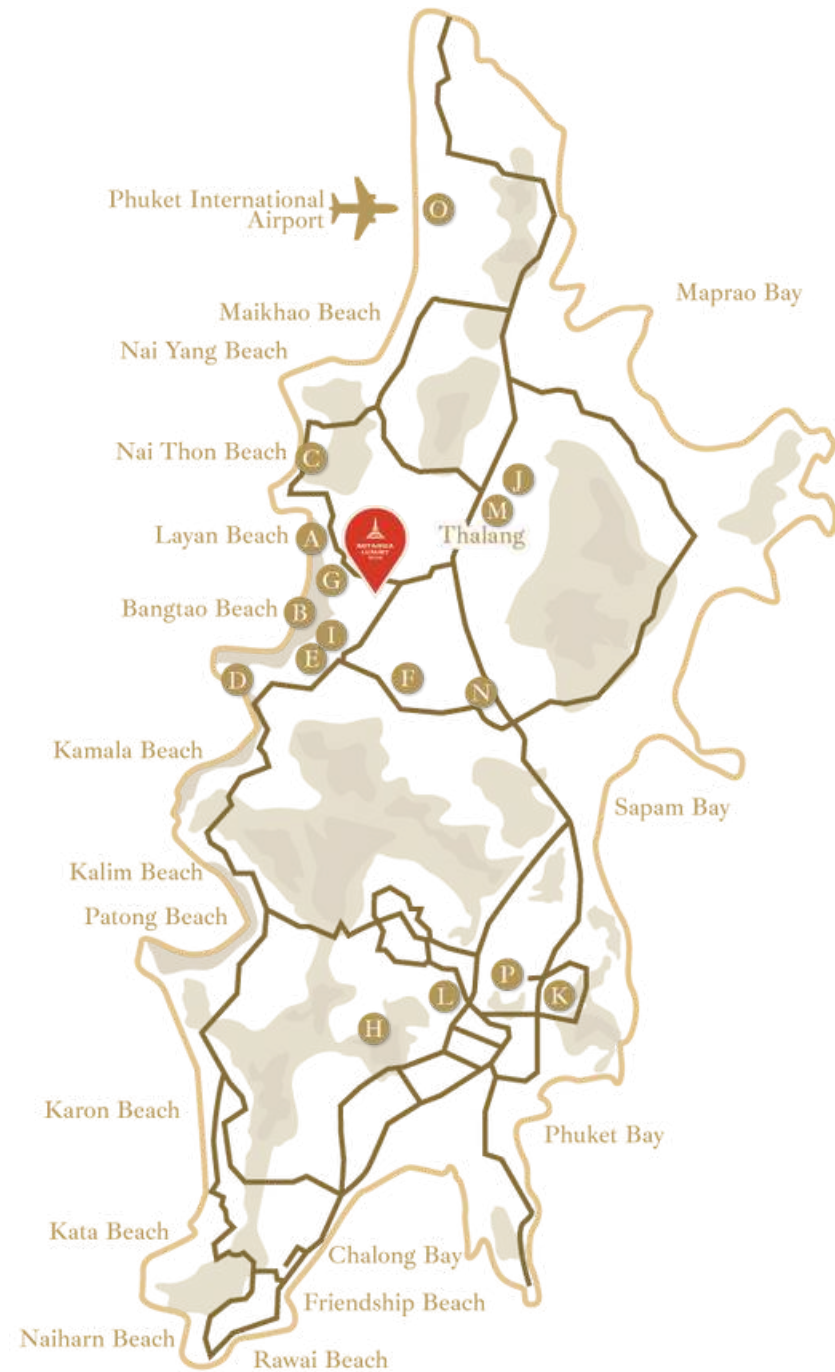 Phuket International
Airport
O
Maprao Bay
Maikhao Beach
Nai Yang Beach
Nai Thon Beach
C
J
M
Layan Beach
A
Thalang
G
Bangtao Beach
B
I
E
D
F
N
Kamala Beach
Sapam Bay
Kalim Beach
Patong Beach
P
L
K
H
Karon Beach
Phuket Bay
Kata Beach
Chalong Bay
Friendship Beach
Naiharn Beach
Rawai Beach